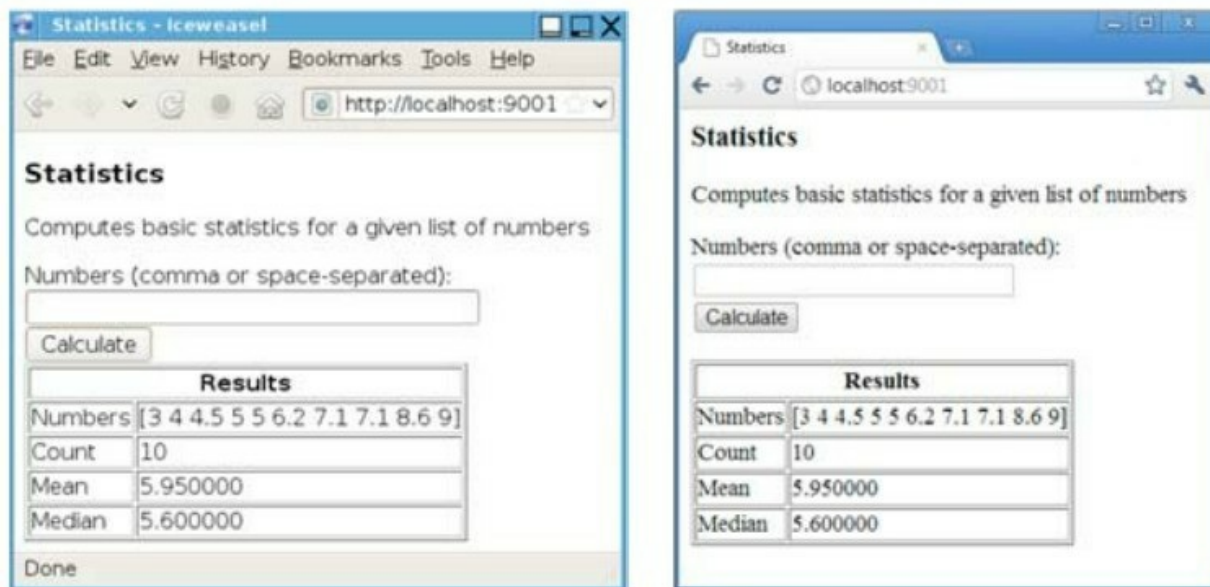 Statistics - Iceweasel
File Edit View History Bookmarks Tools Help
http://localhost:9001
Statistics
Computes basic statistics for a given list of numbers
Numbers (comma or space-separated):
Calculate
Results
Numbers [3 4 4.5 5 5 6.2 7.1 7.1 8.6 9]
Count 10
Mean 5.950000
Median 5.600000
Done
Statistics
localhost:9001
Statistics
Computes basic statistics for a given list of numbers
Numbers (comma or space-separated):
Calculate
Results
Numbers [3 4 4.5 5 5 6.2 7.1 7.1 8.6 9]
Count 10
Mean 5.950000
Median 5.600000